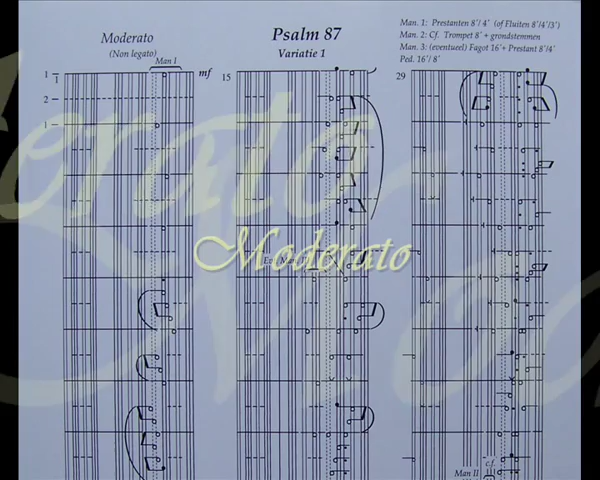 Moderato
(Non legato)
Man I
mf
Psalm 87
Variatie 1
Man. 1: Prestanten 8'/ 4' (of Fluiten 8'/4'/3')
Man. 2: Cf. Trompet 8' + grondstemmen
Man. 3: (eventueel) Fagot 16'+ Prestant 8'/4'
Ped. 16'/ 8'
1
1
2
1
15
29
Moderato
Man II
c.f.